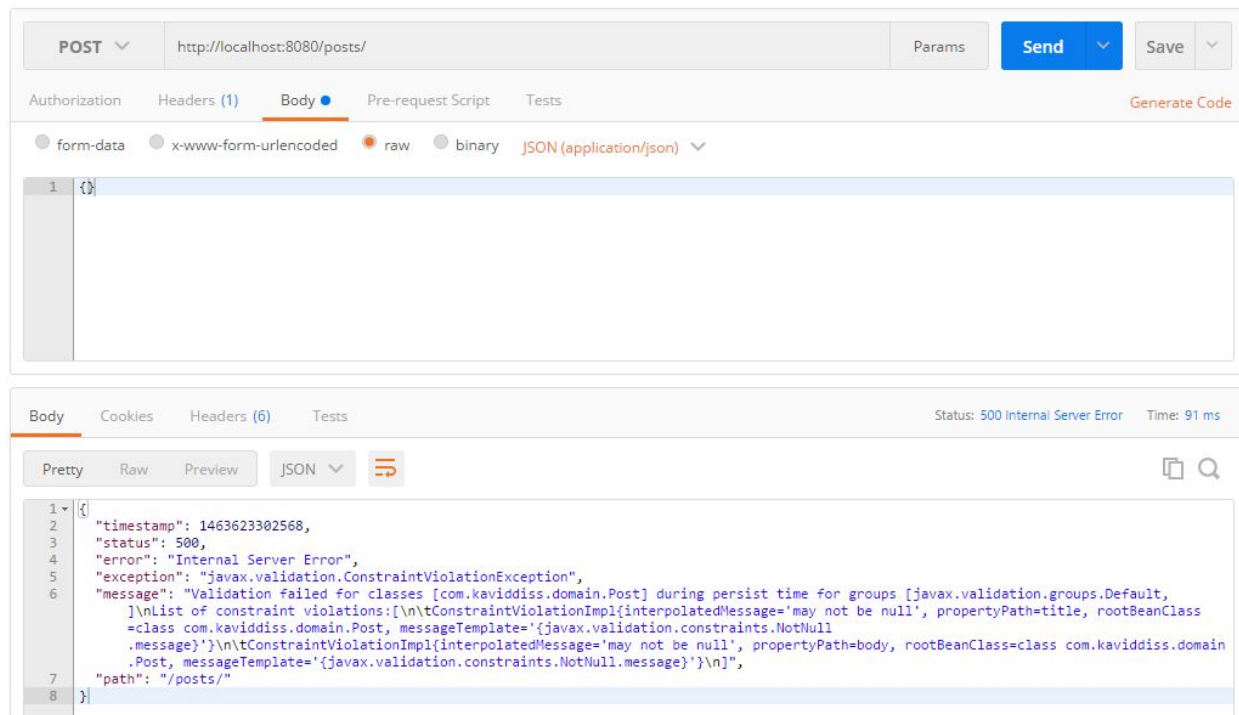 POST http://localhost:8080/posts/ Params Send Save
Authorization Headers (1) Body Pre-request Script Tests Generate Code
form-data x-www-form-urlencoded raw binary JSON (application/json)
1 {}
Body Cookies Headers (6) Tests Status: 500 Internal Server Error Time: 91 ms
Pretty Raw Preview JSON
1 {
2 "timestamp": 1463623302568,
3 "status": 500,
4 "error": "Internal Server Error",
5 "exception": "javax.validation.ConstraintViolationException",
6 "message": "Validation failed for classes [com.kaviddiss.domain.Post] during persist time for groups [javax.validation.groups.Default,
]\nList of constraint violations:[\n\tConstraintViolationImpl{interpolatedMessage='may not be null', propertyPath=title, rootBeanClass
=class com.kaviddiss.domain.Post, messageTemplate='{javax.validation.constraints.NotNull
.message}'}\n\tConstraintViolationImpl{interpolatedMessage='may not be null', propertyPath=body, rootBeanClass=class com.kaviddiss.domain
.Post, messageTemplate='{javax.validation.constraints.NotNull.message}'}\n]",
7 "path": "/posts/"
8 }